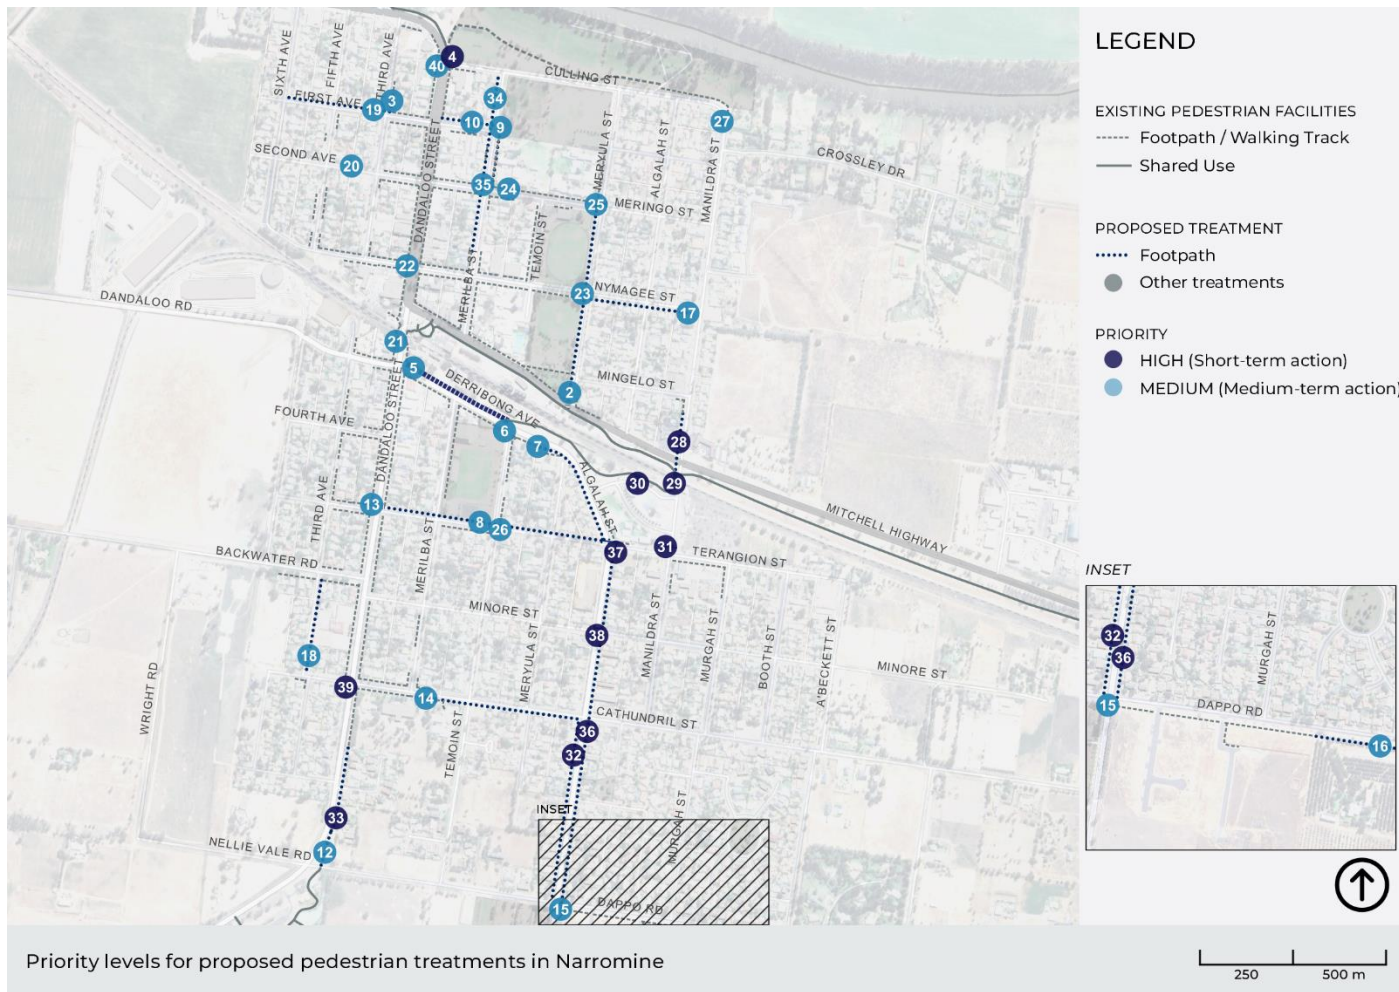 4
40
CULLING ST
SIXTH AVE
FIFTH AVE
THIRD AVE
FIRST AVE
3
19
34
10
9
27
MERYULA ST
ALGALAH ST
MANILDRA ST
CROSSLEY DR
SECOND AVE
20
DANDALOO STREET
35
24
25
MERINGO ST
TEMOIN ST
22
MERILBA ST
23
NYMAGEE ST
17
DANDALOO RD
21
5
DERRIBONG AVE
MINGELO ST
2
FOURTH AVE
DANDALOO STREET
6
7
28
ALGALAH ST
30
29
THIRD AVE
13
8
26
MITCHELL HIGHWAY
MERILBA ST
37
31
TERANGION ST
BACKWATER RD
MINORE ST
38
MANILDRA ST
MURGAH ST
BOOTH ST
A'BECKETT ST
MINORE ST
18
MERYULA ST
WRIGHT RD
39
14
CATHUNDRIL ST
TEMOIN ST
36
32
33
INSET
MURGAH ST
NELLIE VALE RD
12
15
DAPPO RD
LEGEND
EXISTING PEDESTRIAN FACILITIES
Footpath / Walking Track
Shared Use
PROPOSED TREATMENT
Footpath
Other treatments
PRIORITY
HIGH (Short-term action)
MEDIUM (Medium-term action)
INSET
32
36
MURGAH ST
15
DAPPO RD
16
Priority levels for proposed pedestrian treatments in Narromine
250
500 m